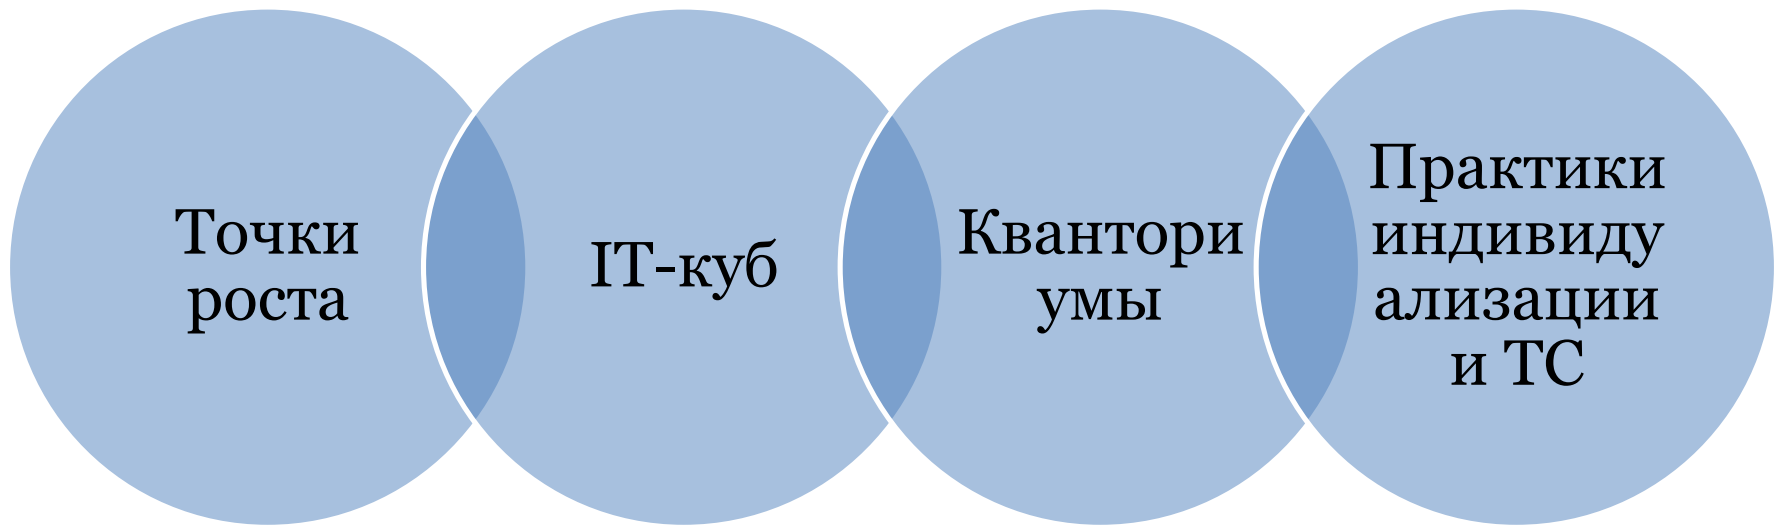 Точки
роста
IT-куб
Квантори
умы
Практики
индивиду
ализации
и ТС